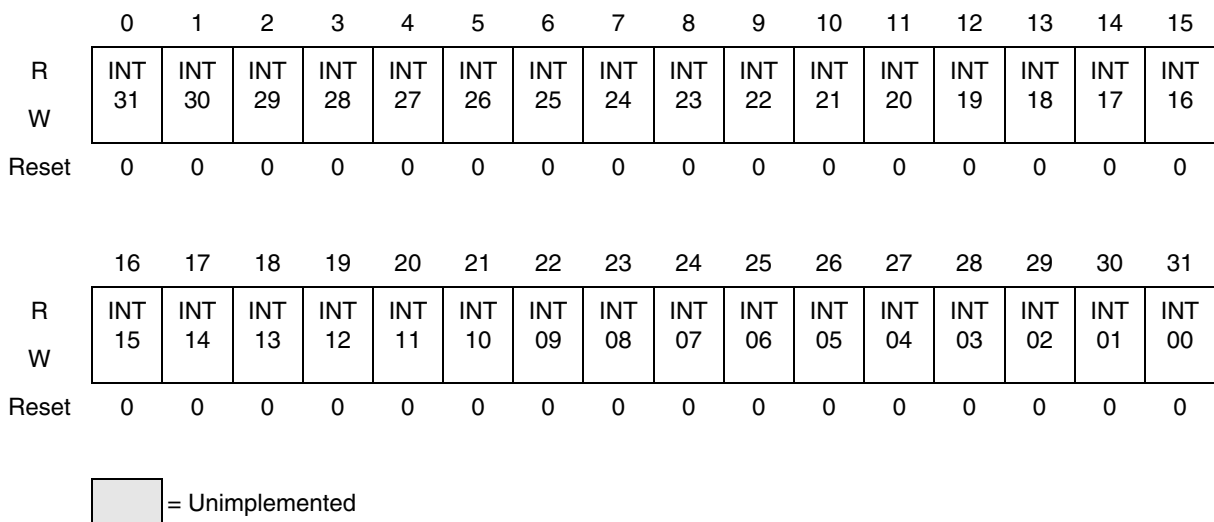 0 1 2 3 4 5 6 7 8 9 10 11 12 13 14 15
R INT INT INT INT INT INT INT INT INT INT INT INT INT INT INT INT
31 30 29 28 27 26 25 24 23 22 21 20 19 18 17 16
W
Reset 0 0 0 0 0 0 0 0 0 0 0 0 0 0 0 0
16 17 18 19 20 21 22 23 24 25 26 27 28 29 30 31
R INT INT INT INT INT INT INT INT INT INT INT INT INT INT INT INT
15 14 13 12 11 10 09 08 07 06 05 04 03 02 01 00
W
Reset 0 0 0 0 0 0 0 0 0 0 0 0 0 0 0 0
= Unimplemented